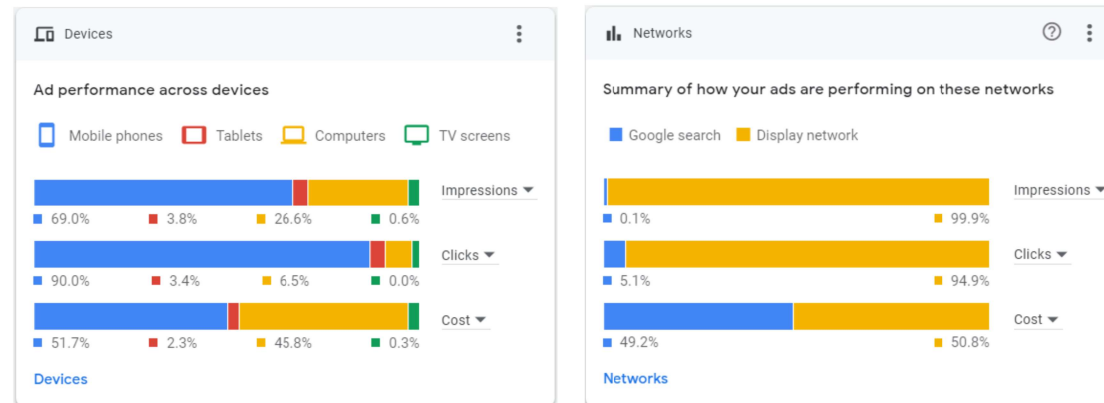 Devices
Ad performance across devices
Mobile phones Tablets Computers TV screens
Impressions
69.0% 3.8% 26.6% 0.6%
Clicks
90.0% 3.4% 6.5% 0.0%
Cost
51.7% 2.3% 45.8% 0.3%
Devices
Networks
Summary of how your ads are performing on these networks
Google search Display network
Impressions
0.1% 99.9%
Clicks
5.1% 94.9%
Cost
49.2% 50.8%
Networks